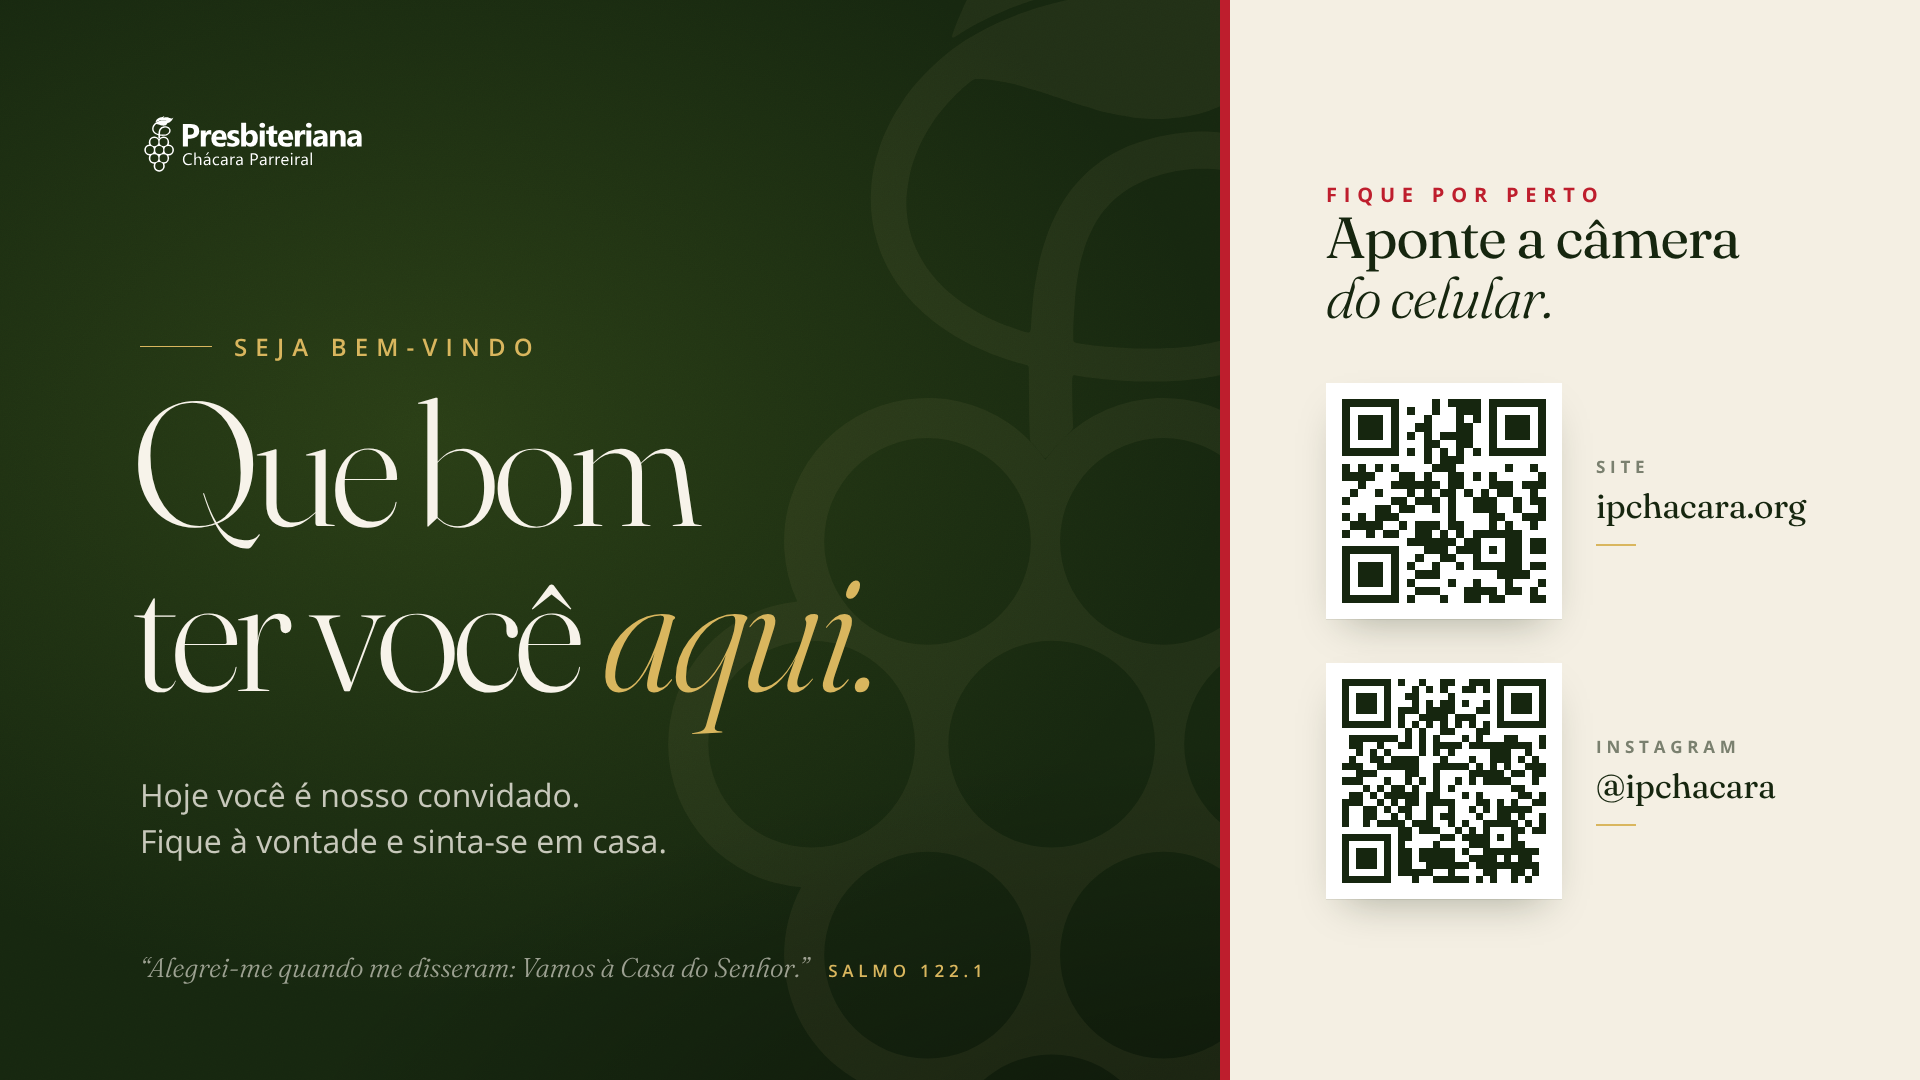 Presbiteriana
Chácara Parreiral
SEJA BEM-VINDO
Que bom
ter você aqui.
Hoje você é nosso convidado.
Fique à vontade e sinta-se em casa.
“Alegrei-me quando me disseram: Vamos à Casa do Senhor.” SALMO 122.1
FIQUE POR PERTO
Aponte a câmera
do celular.
SITE
ipchacara.org
INSTAGRAM
@ipchacara